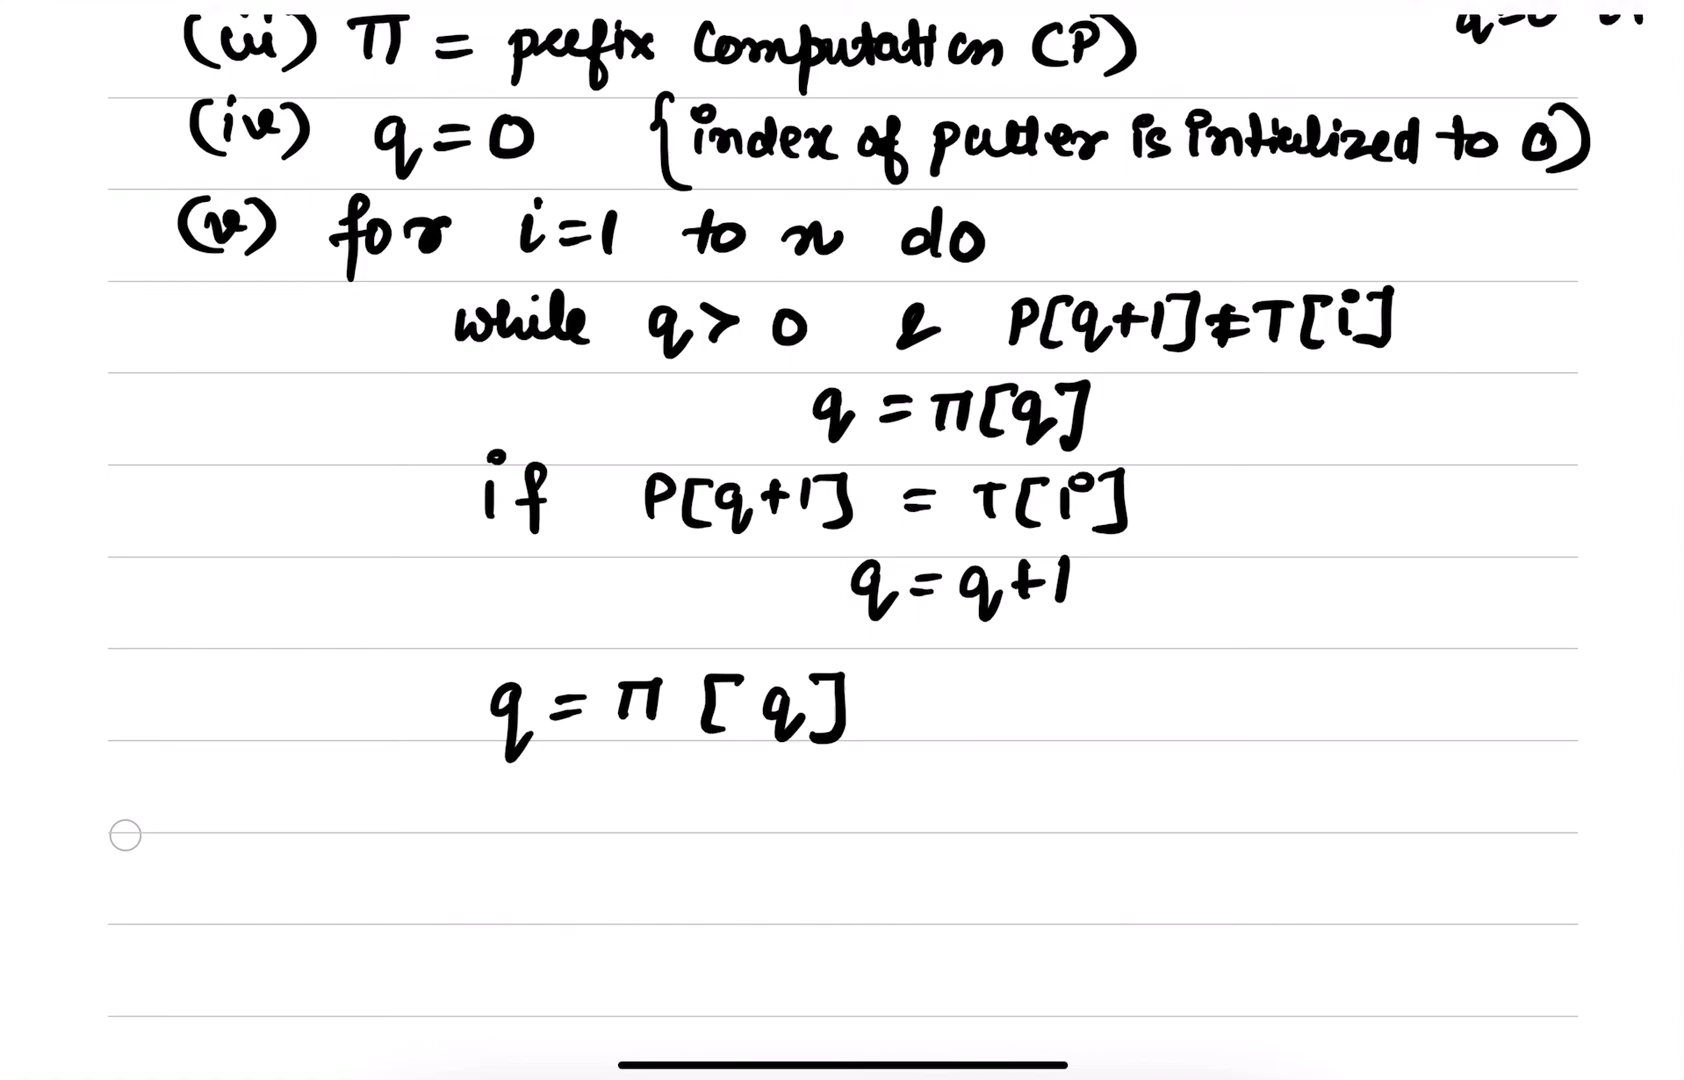 (iii) π = prefix computation (P)
(iv) q=0 {index of patter is intialized to 0)
(v) for i=1 to n do
while q>0 & P[q+1]≠T[i]
q=π[q]
if P[q+1] = T[i]
q=q+1
q=π[q]